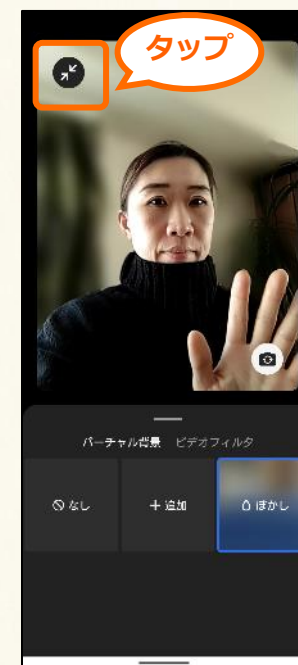 タップ
バーチャル背景 ビデオフィルタ
なし
追加
ぼかし